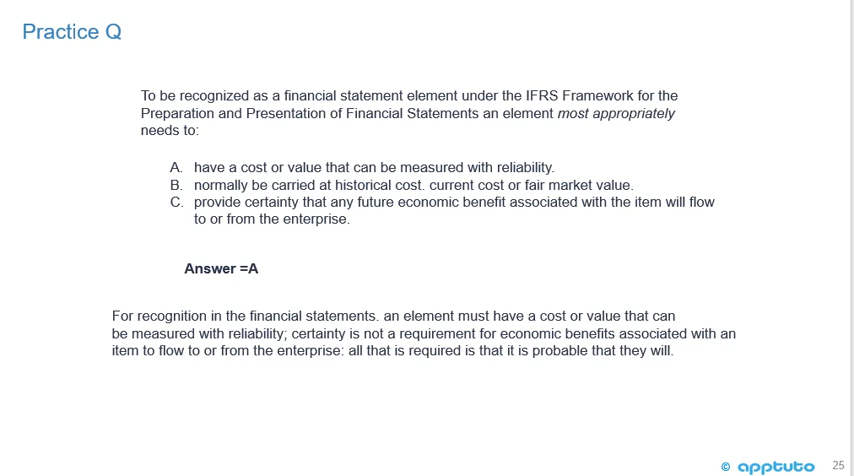 Practice Q
To be recognized as a financial statement element under the IFRS Framework for the
Preparation and Presentation of Financial Statements an element most appropriately
needs to:
A. have a cost or value that can be measured with reliability.
B. normally be carried at historical cost. current cost or fair market value.
C. provide certainty that any future economic benefit associated with the item will flow
to or from the enterprise.
Answer =A
For recognition in the financial statements. an element must have a cost or value that can
be measured with reliability; certainty is not a requirement for economic benefits associated with an
item to flow to or from the enterprise: all that is required is that it is probable that they will.
© apptuto 25